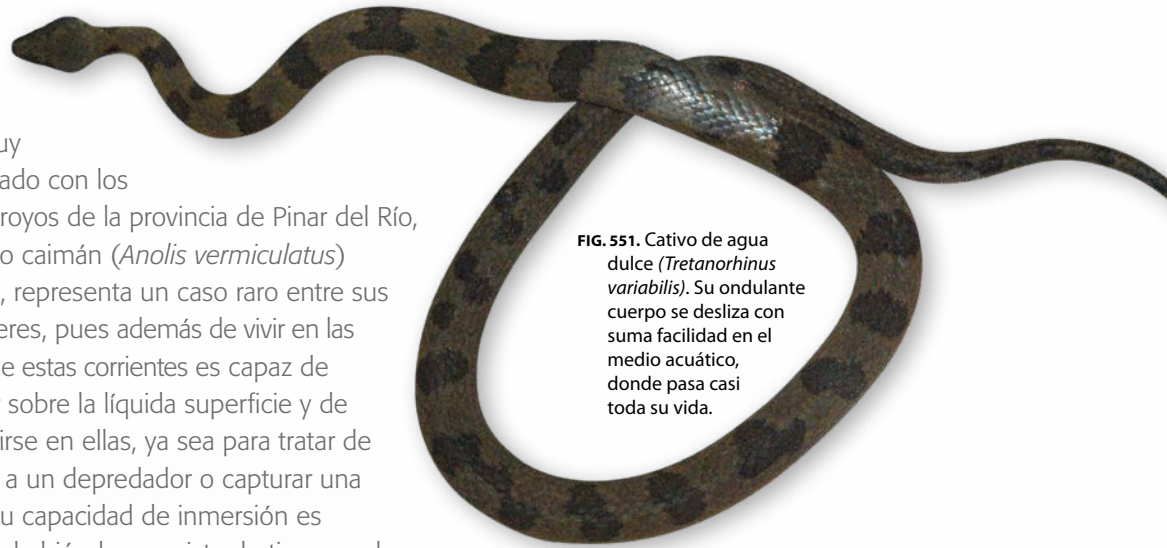 uy
ado con los
royos de la provincia de Pinar del Río,
o caimán (Anolis vermiculatus)
, representa un caso raro entre sus
eres, pues además de vivir en las
e estas corrientes es capaz de
sobre la líquida superficie y de
irse en ellas, ya sea para tratar de
a un depredador o capturar una
u capacidad de inmersión es
FIG. 551. Cativo de agua
dulce (Tretanorhinus
variabilis). Su ondulante
cuerpo se desliza con
suma facilidad en el
medio acuático,
donde pasa casi
toda su vida.